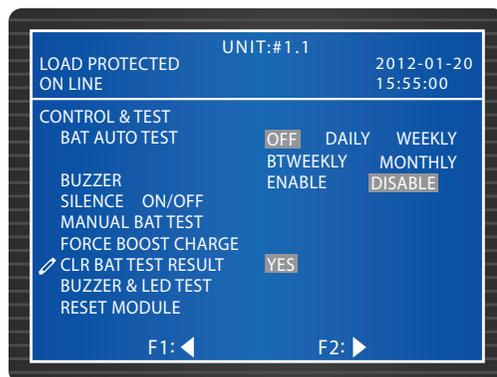 UNIT:#1.1
LOAD PROTECTED 2012-01-20
ON LINE 15:55:00
CONTROL & TEST
BAT AUTO TEST OFF DAILY WEEKLY
BTWEEKLY MONTHLY
BUZZER ENABLE DISABLE
SILENCE ON/OFF
MANUAL BAT TEST
FORCE BOOST CHARGE
CLR BAT TEST RESULT YES
BUZZER & LED TEST
RESET MODULE
F1: F2: